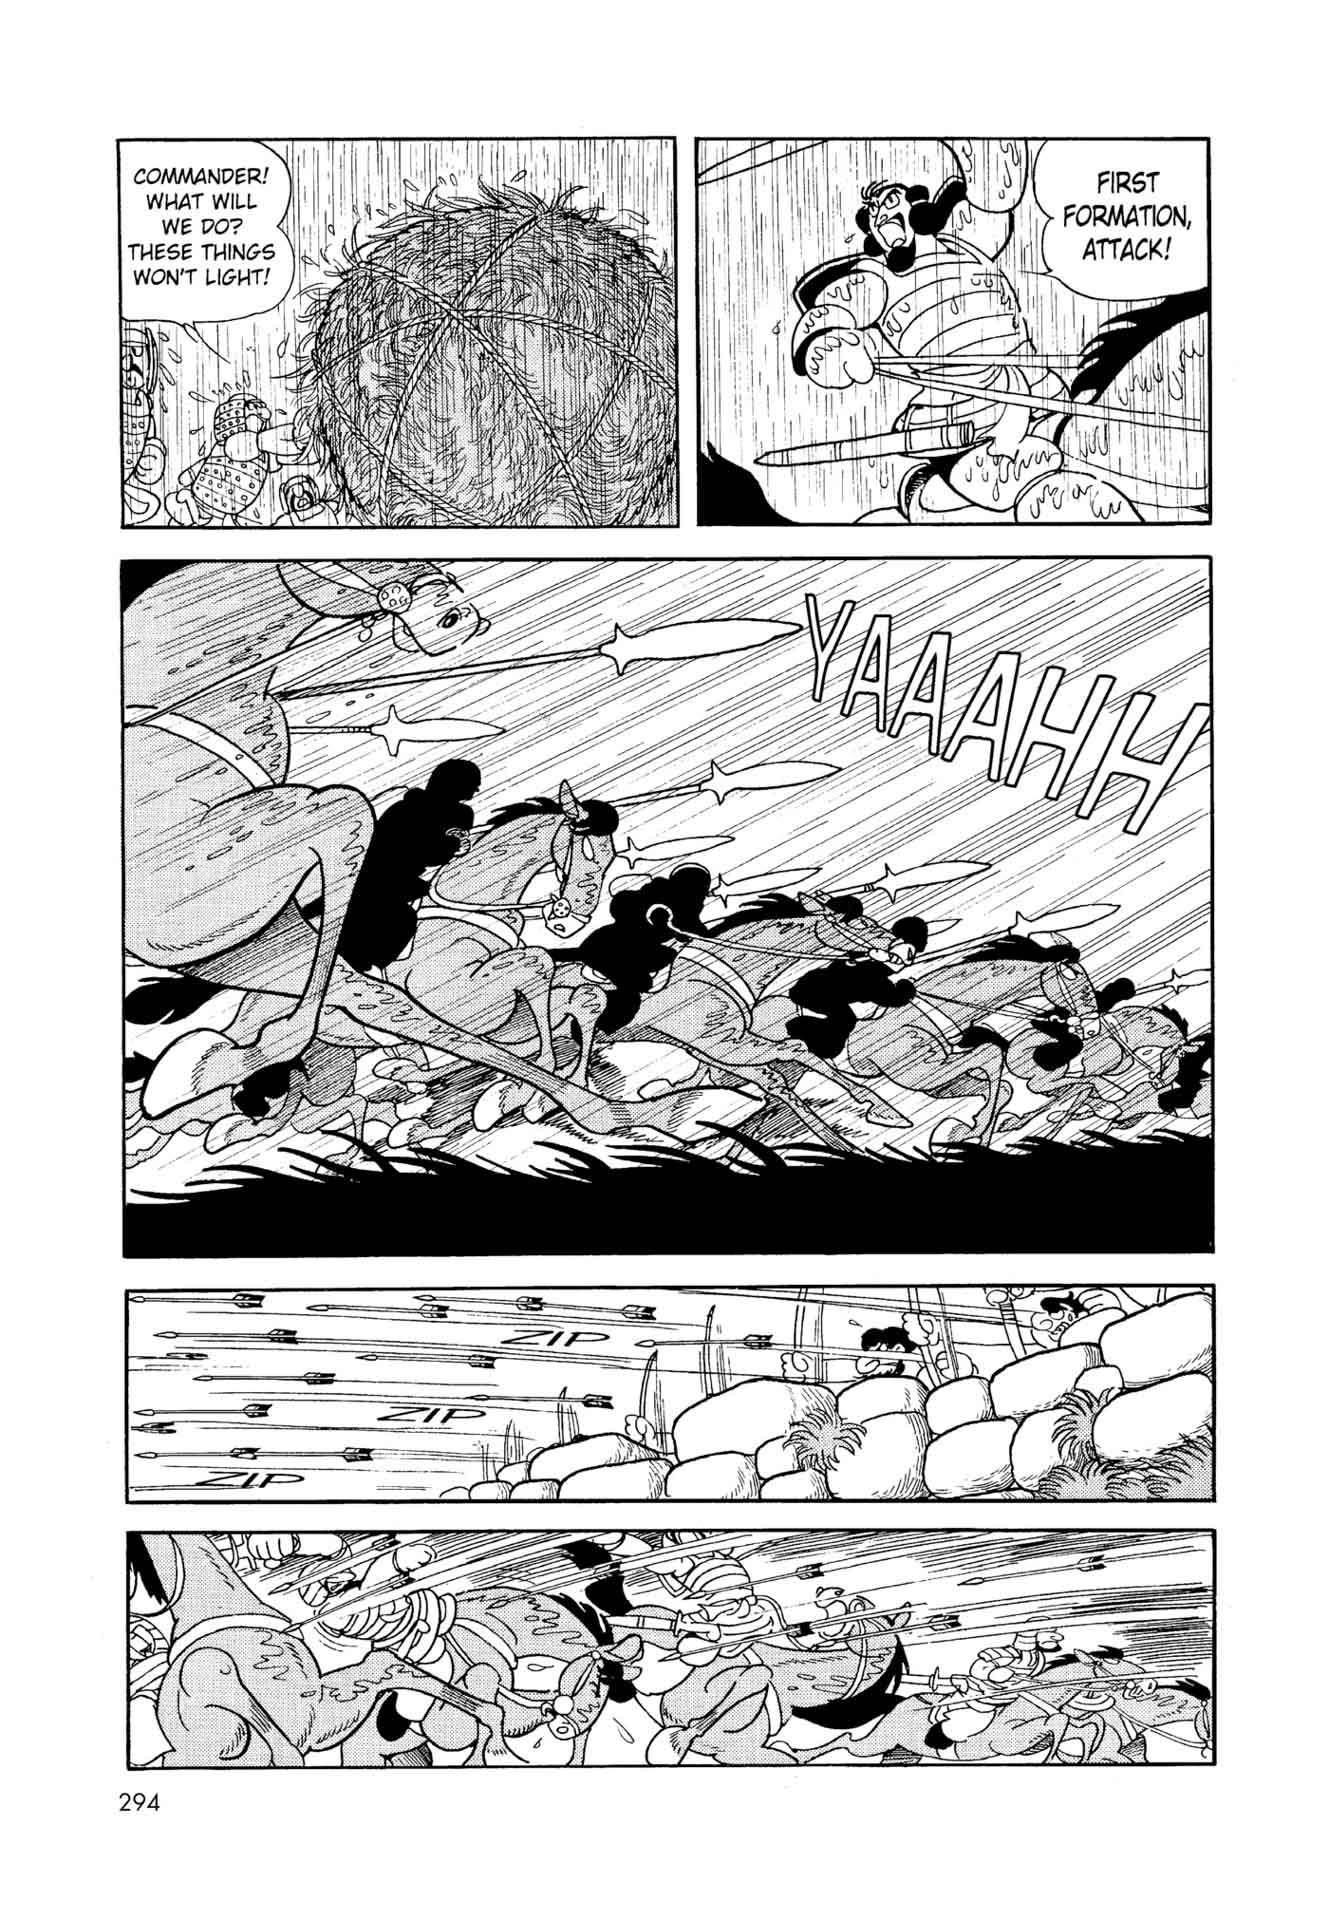 COMMANDER!
WHAT WILL
WE DO?
THESE THINGS
WON'T LIGHT!
FIRST
FORMATION,
ATTACK!
YAAAHH
ZIP
ZIP
ZIP
294